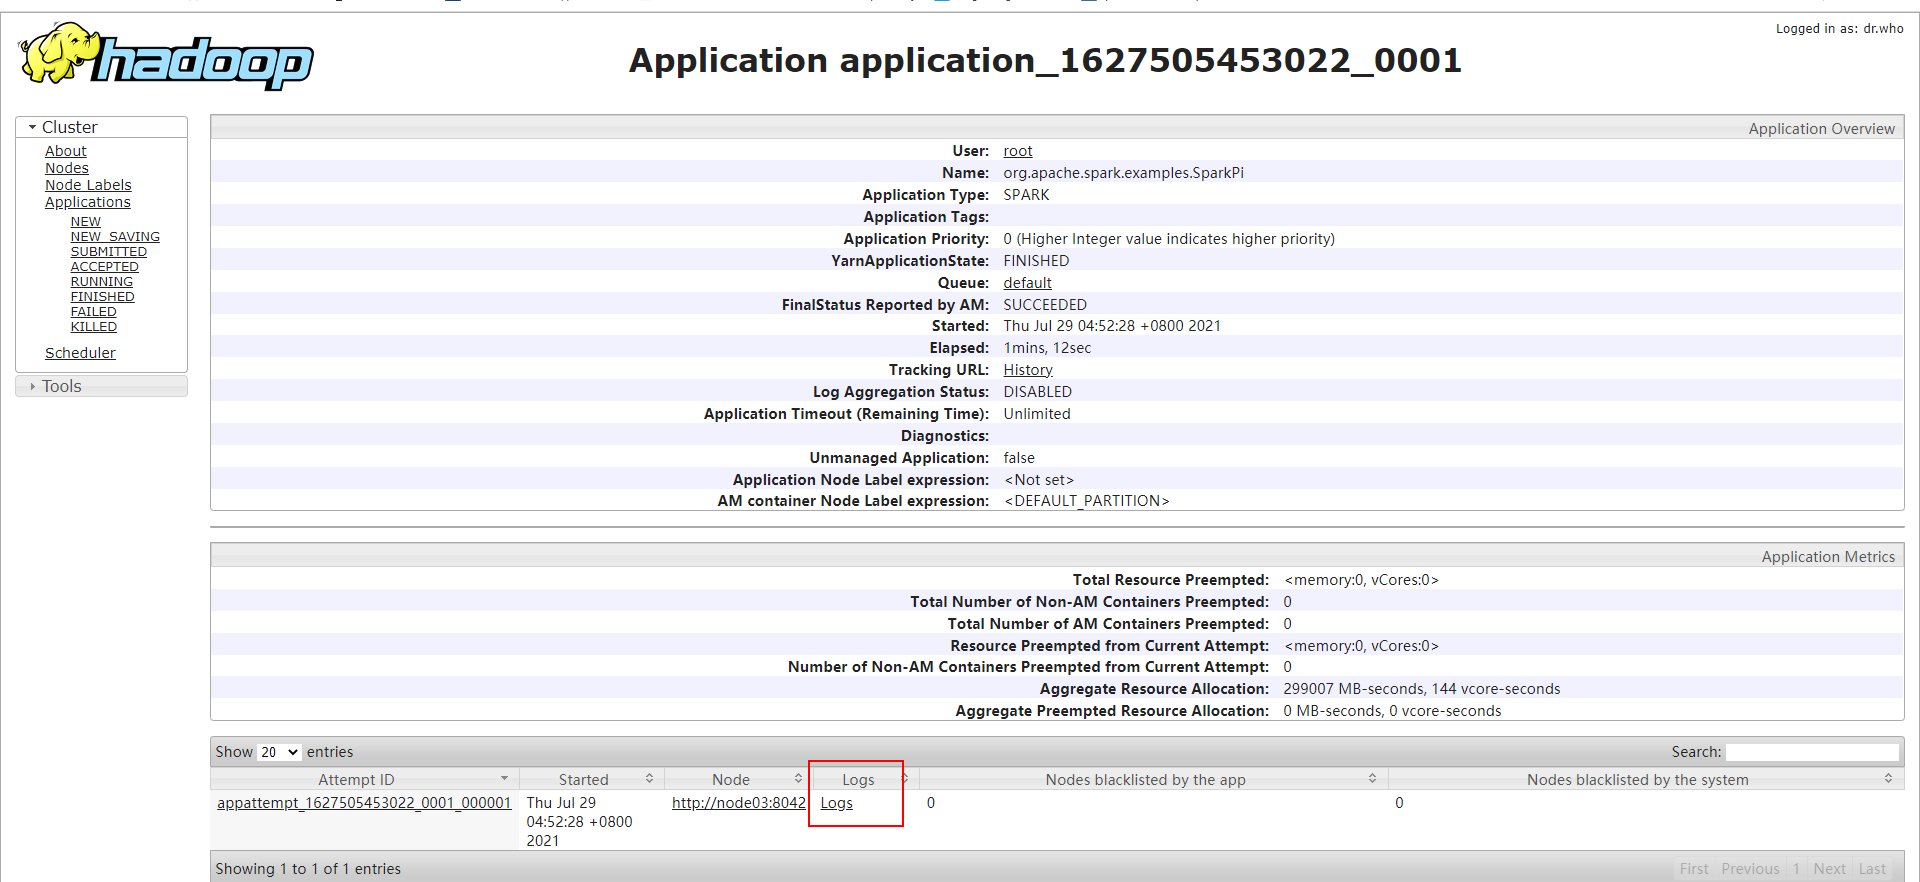 Logged in as: dr.who
hadoop
Application application_1627505453022_0001
Cluster
About
Nodes
Node Labels
Applications
NEW
NEW_SAVING
SUBMITTED
ACCEPTED
RUNNING
FINISHED
FAILED
KILLED
Scheduler
Tools
Application Overview
User: root
Name: org.apache.spark.examples.SparkPi
Application Type: SPARK
Application Tags:
Application Priority: 0 (Higher Integer value indicates higher priority)
YarnApplicationState: FINISHED
Queue: default
FinalStatus Reported by AM: SUCCEEDED
Started: Thu Jul 29 04:52:28 +0800 2021
Elapsed: 1mins, 12sec
Tracking URL: History
Log Aggregation Status: DISABLED
Application Timeout (Remaining Time): Unlimited
Diagnostics:
Unmanaged Application: false
Application Node Label expression: <Not set>
AM container Node Label expression: <DEFAULT_PARTITION>
Application Metrics
Total Resource Preempted: <memory:0, vCores:0>
Total Number of Non-AM Containers Preempted: 0
Total Number of AM Containers Preempted: 0
Resource Preempted from Current Attempt: <memory:0, vCores:0>
Number of Non-AM Containers Preempted from Current Attempt: 0
Aggregate Resource Allocation: 299007 MB-seconds, 144 vcore-seconds
Aggregate Preempted Resource Allocation: 0 MB-seconds, 0 vcore-seconds
Show 20 entries Search:
Attempt ID Started Node Logs Nodes blacklisted by the app Nodes blacklisted by the system
appattempt_1627505453022_0001_000001 Thu Jul 29 http://node03:8042 Logs 0 0
04:52:28 +0800
2021
Showing 1 to 1 of 1 entries First Previous 1 Next Last